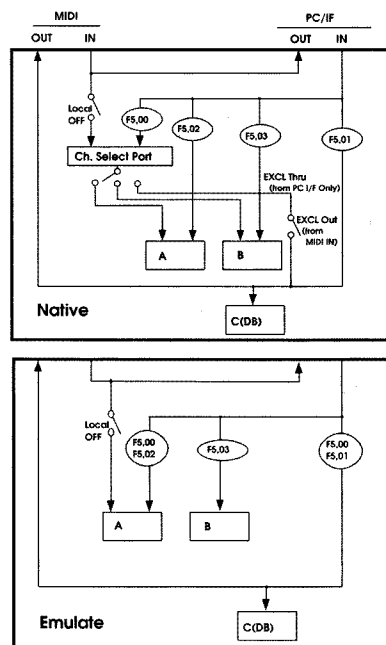 MIDI
PC/IF
OUT IN
OUT IN
Local
OFF
F5,00
F5,02
F5,03
F5,01
Ch. Select Port
EXCL Thru
(from PC I/F Only)
EXCL Out
(from
MIDI IN)
A
B
C(DB)
Native
Local
OFF
F5,00
F5,02
F5,03
F5,00
F5,01
A
B
C(DB)
Emulate